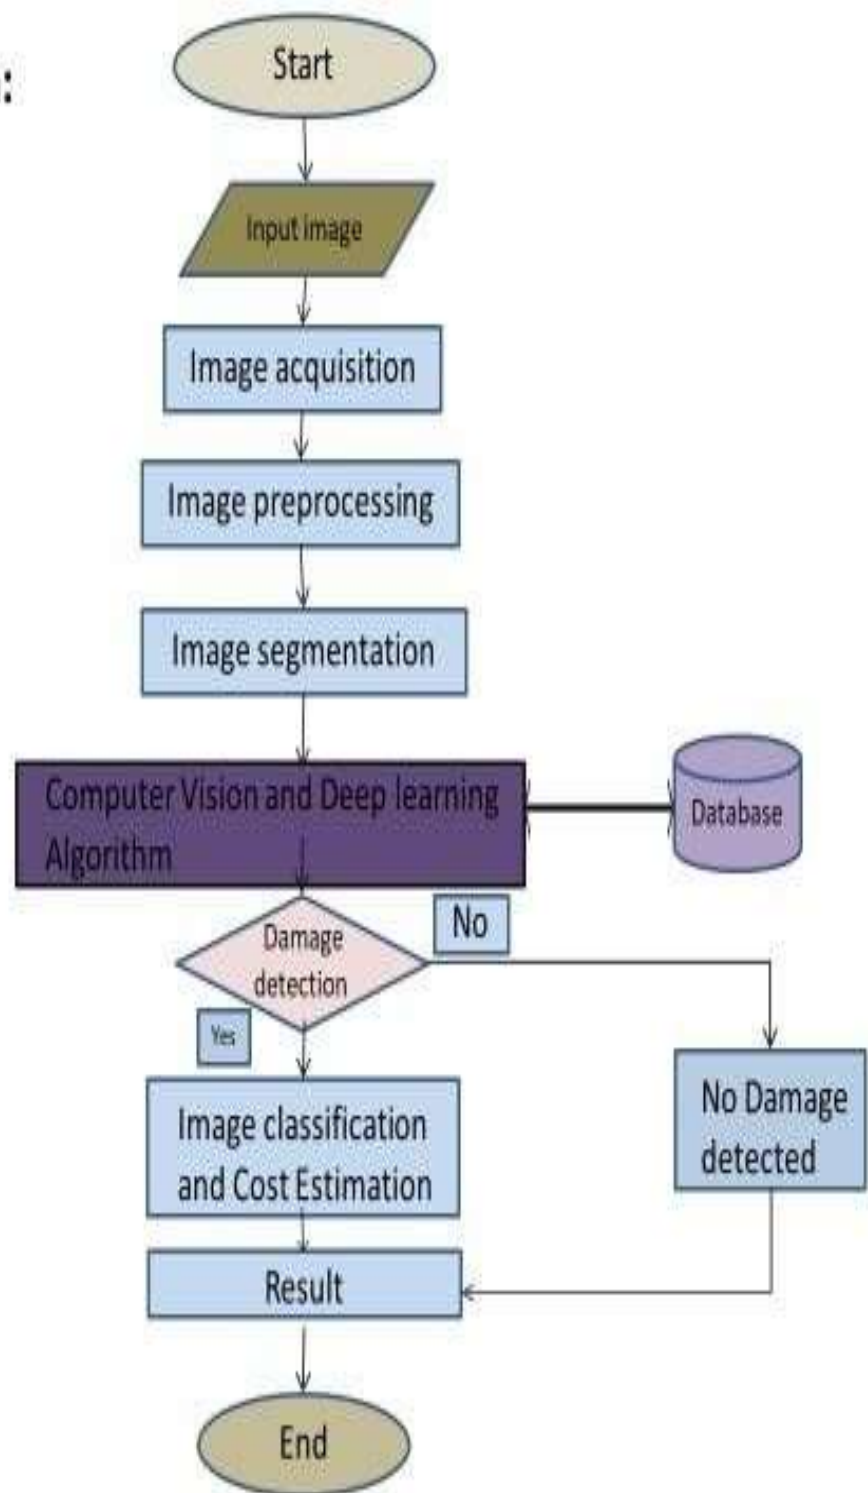 :
Start
Input image
Image acquisition
Image preprocessing
Image segmentation
Computer Vision and Deep learning
Algorithm
Database
Damage
detection
No
Yes
Image classification
and Cost Estimation
No Damage
detected
Result
End